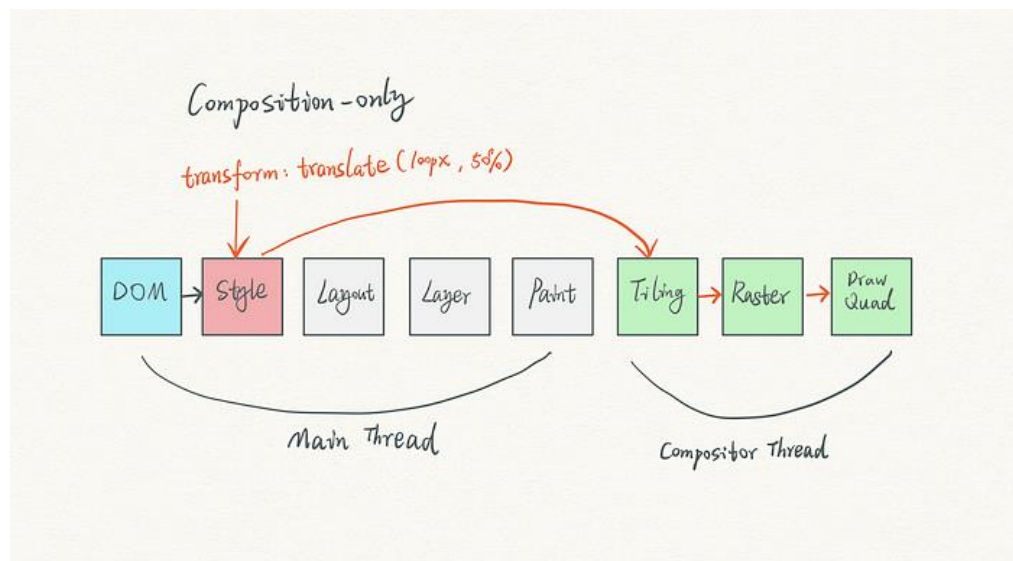 Composition-only
transform: translate (100px, 50%)
DOM
Style
Layout
Layer
Paint
Tiling
Raster
Draw
Quad
Main Thread
Compositor Thread